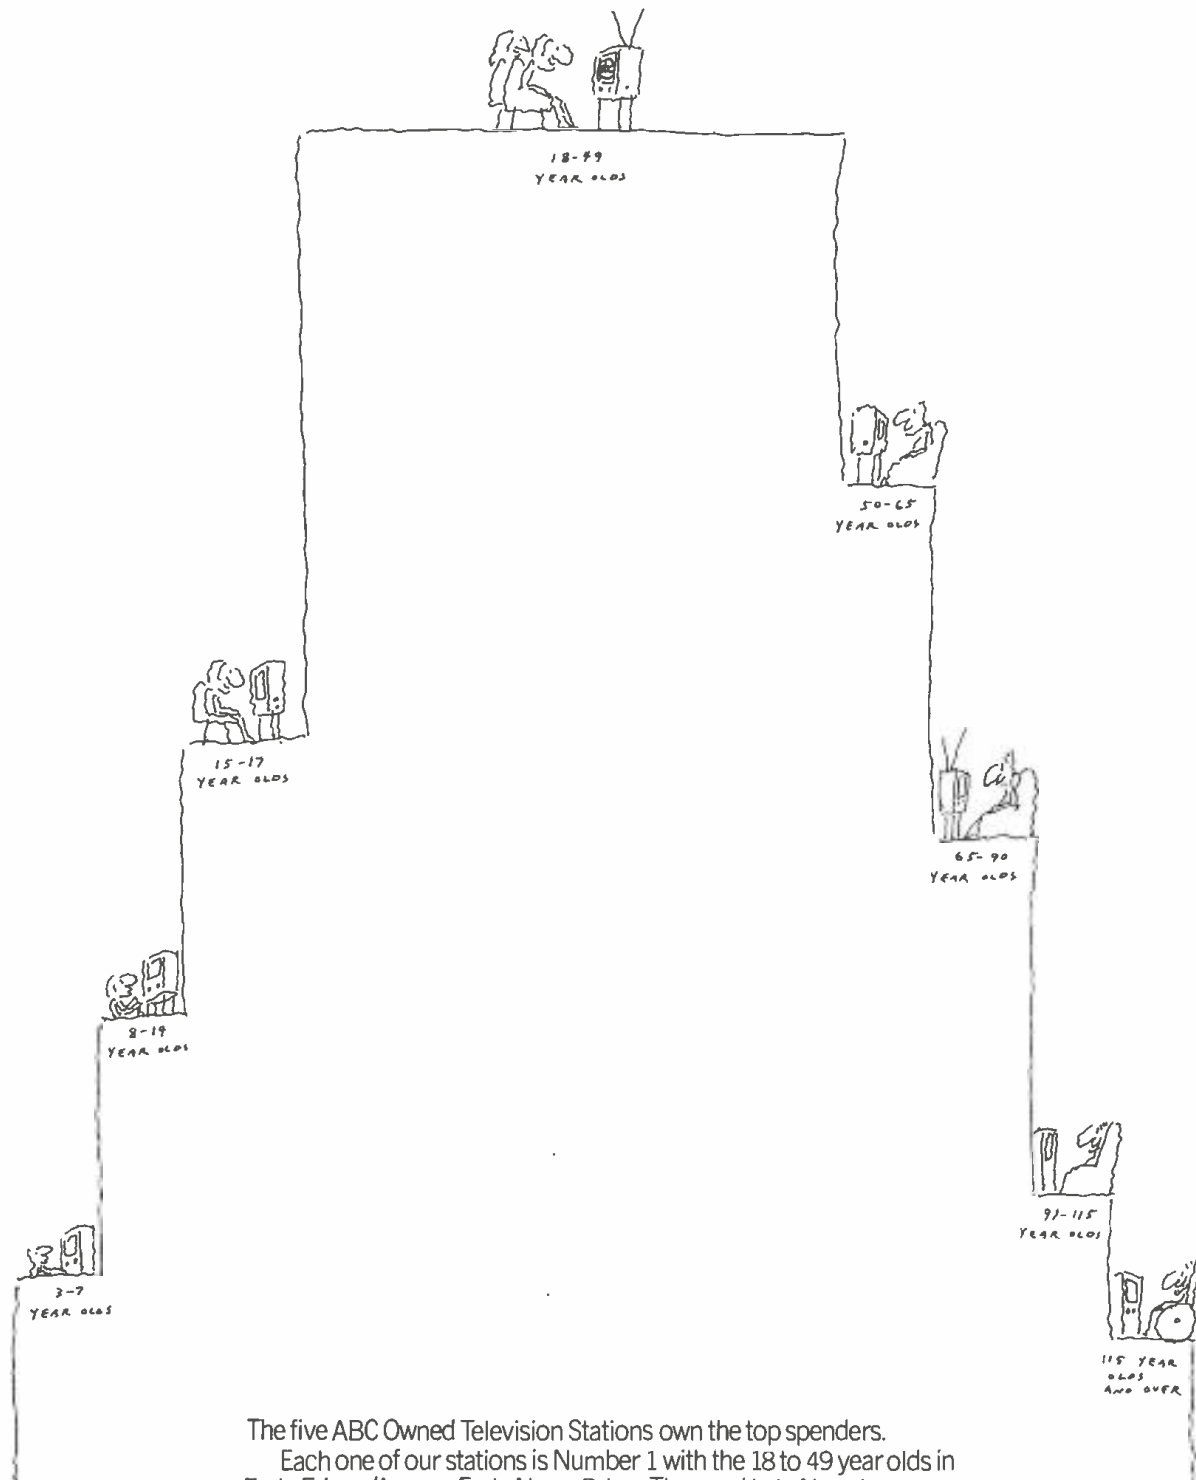 18-49
YEAR OLDS
50-65
YEAR OLDS
15-17
YEAR OLDS
65-90
YEAR OLDS
8-14
YEAR OLDS
91-115
YEAR OLDS
3-7
YEAR OLDS
115 YEAR
OLDS
AND OVER
The five ABC Owned Television Stations own the top spenders.
Each one of our stations is Number 1 with the 18 to 49 year olds in